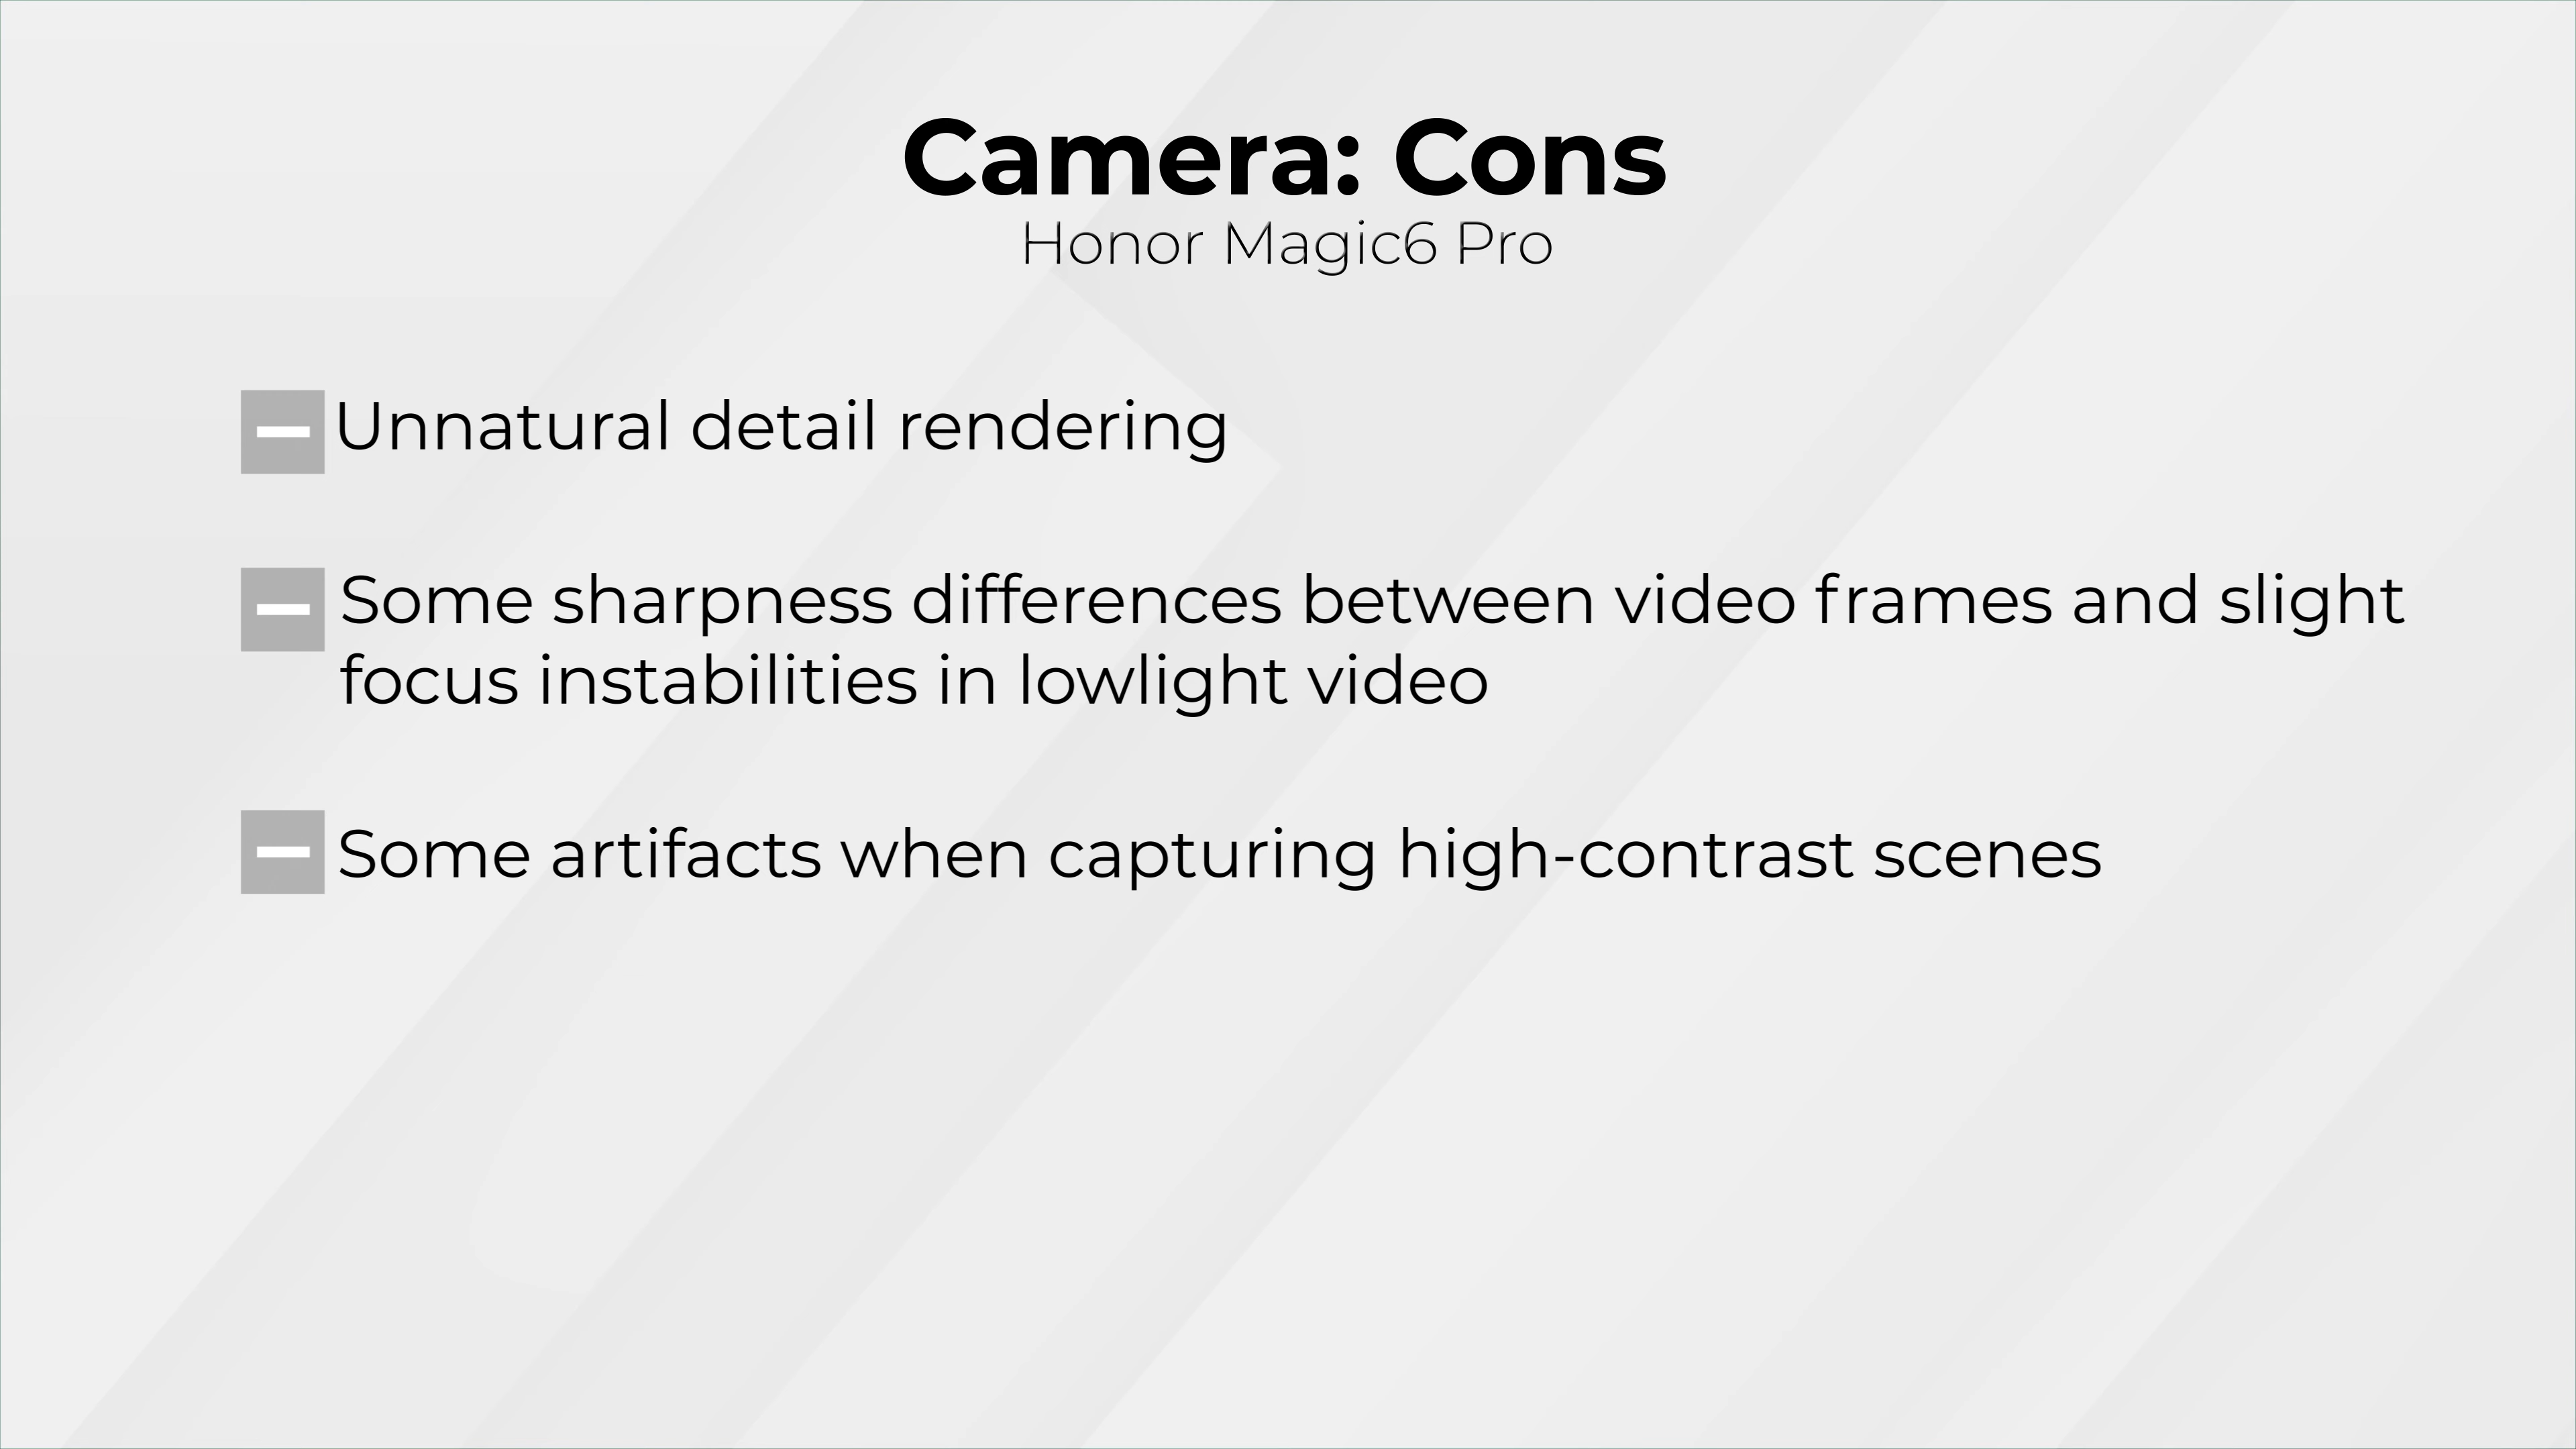 Camera: Cons
Honor Magic6 Pro
Unnatural detail rendering
Some sharpness differences between video frames and slight
focus instabilities in lowlight video
Some artifacts when capturing high-contrast scenes